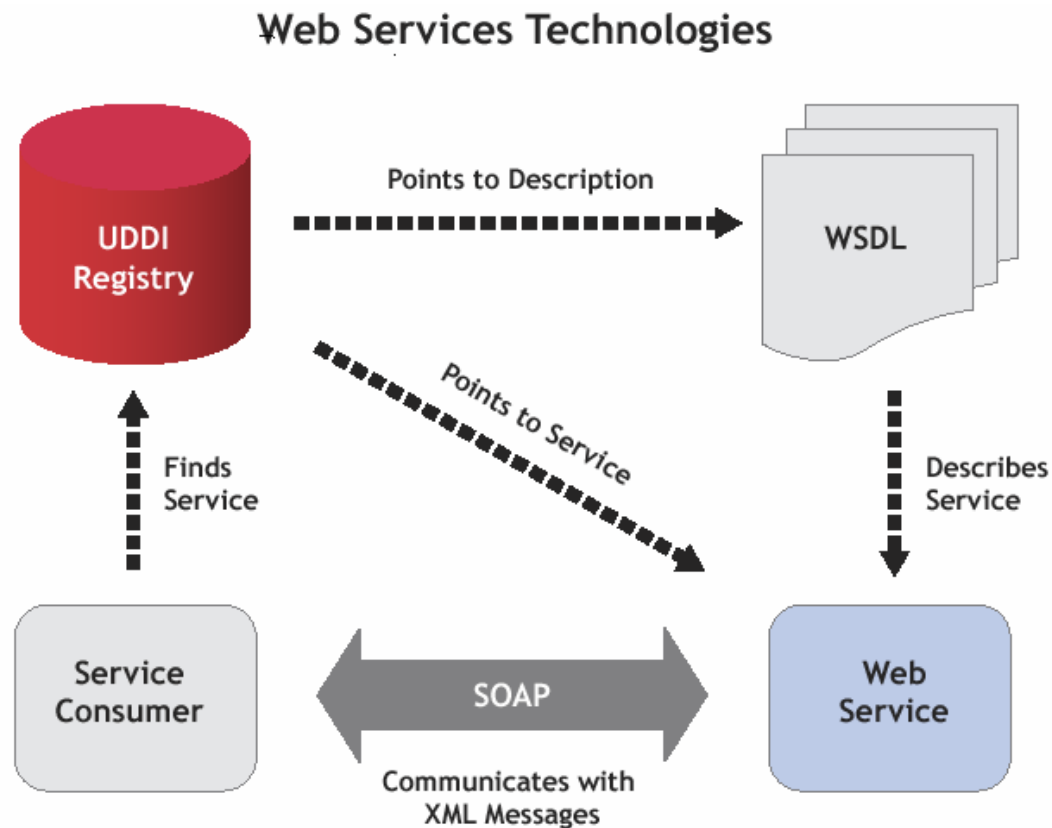 Web Services Technologies
UDDI
Registry
Points to Description
WSDL
Points to Service
Finds
Service
Describes
Service
Service
Consumer
SOAP
Web
Service
Communicates with
XML Messages